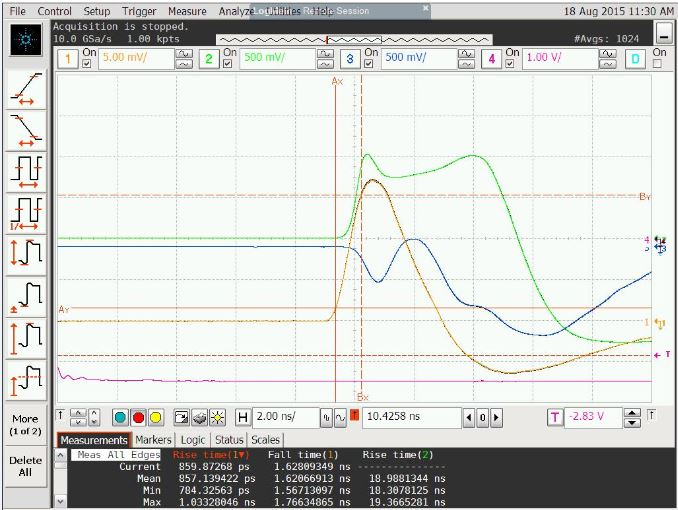 File Control Setup Trigger Measure Analyze Utilities Help Session 18 Aug 2015 11:30 AM
Acquisition is stopped.
10.0 GSa/s 1.00 kpts #Avgs: 1024
1 On 5.00 mV/ 2 On 500 mV/ 3 On 500 mV/ 4 On 1.00 V/ D On
Ax
By
4
3
Ay
1
T
Bx
More
(1 of 2)
Delete
All
H 2.00 ns/ 10.4258 ns 0 T -2.83 V
Measurements Markers Logic Status Scales
Meas All Edges Rise time(1▼) Fall time(1) Rise time(2)
Current 859.87268 ps 1.62809349 ns ---------------
Mean 857.139422 ps 1.62066913 ns 18.9881344 ns
Min 784.32563 ps 1.56713097 ns 18.3078125 ns
Max 1.03328046 ns 1.76634865 ns 19.3665281 ns